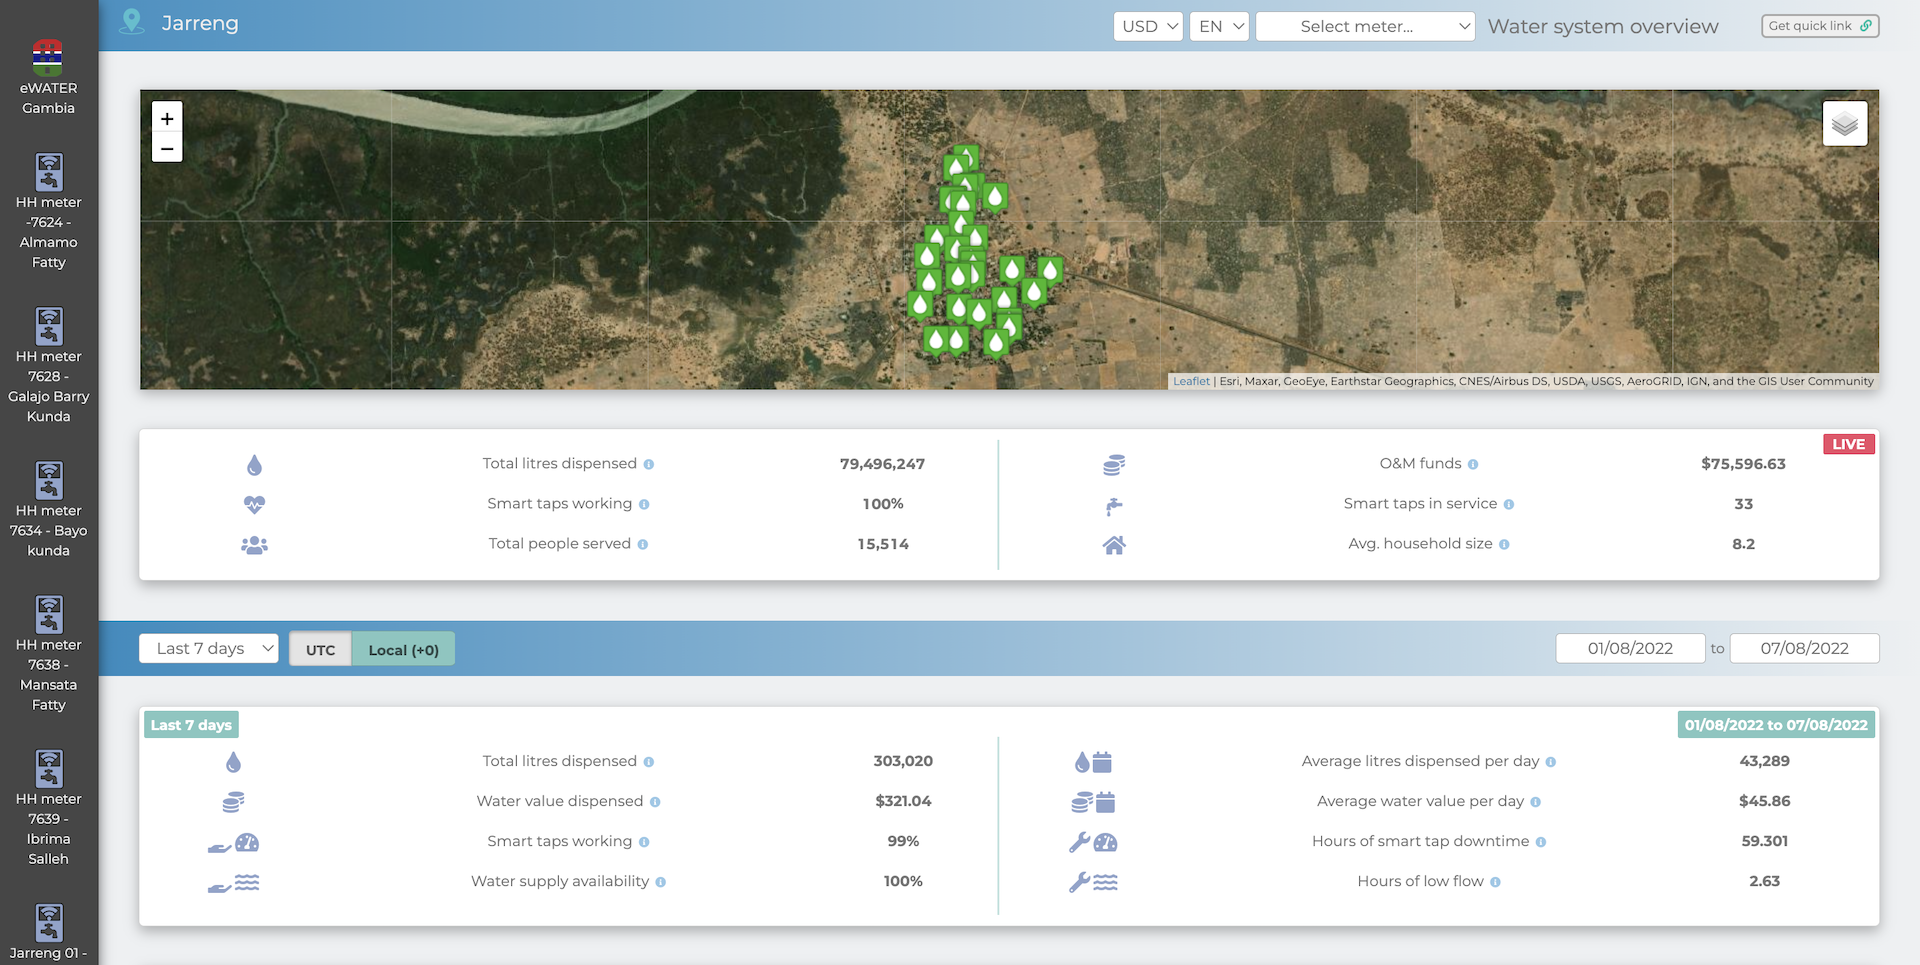 Jarreng
USD
EN
Select meter...
Water system overview
Get quick link
eWATER
Gambia
HH meter
-7624 -
Almamo
Fatty
HH meter
7628 -
Galajo Barry
Kunda
HH meter
7634 - Bayo
kunda
HH meter
7638 -
Mansata
Fatty
HH meter
7639 -
Ibrima
Salleh
Jarreng 01 -
+
−
Leaflet | Esri, Maxar, GeoEye, Earthstar Geographics, CNES/Airbus DS, USDA, USGS, AeroGRID, IGN, and the GIS User Community
LIVE
Total litres dispensed 79,496,247
Smart taps working 100%
Total people served 15,514
O&M funds $75,596.63
Smart taps in service 33
Avg. household size 8.2
Last 7 days
UTC
Local (+0)
01/08/2022 to 07/08/2022
Last 7 days
01/08/2022 to 07/08/2022
Total litres dispensed 303,020
Water value dispensed $321.04
Smart taps working 99%
Water supply availability 100%
Average litres dispensed per day 43,289
Average water value per day $45.86
Hours of smart tap downtime 59.301
Hours of low flow 2.63